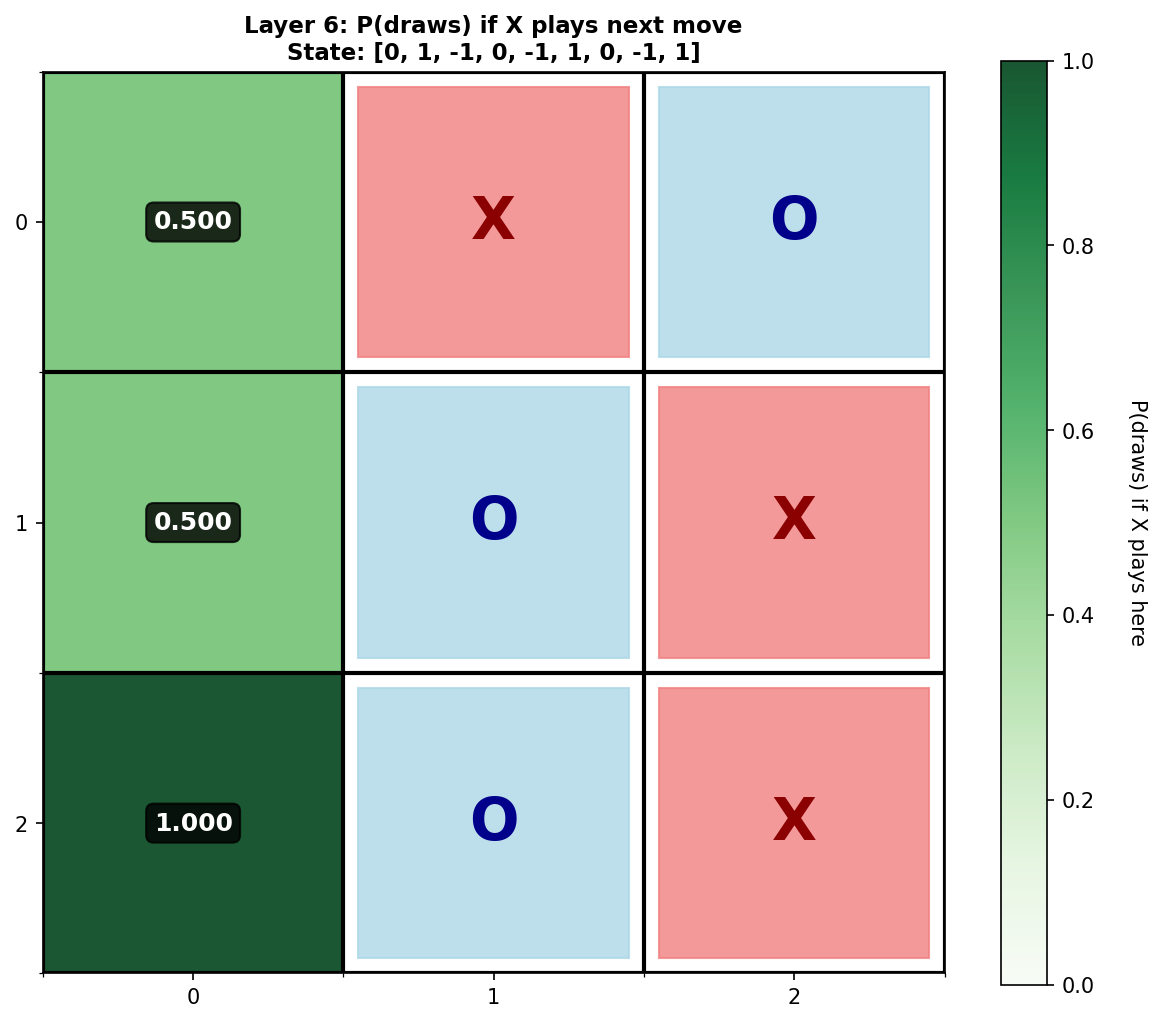 Layer 6: P(draws) if X plays next move
State: [0, 1, -1, 0, -1, 1, 0, -1, 1]
0
0.500
X
O
1
0.500
O
X
2
1.000
O
X
0
1
2
1.0
0.8
0.6
0.4
0.2
0.0
P(draws) if X plays here